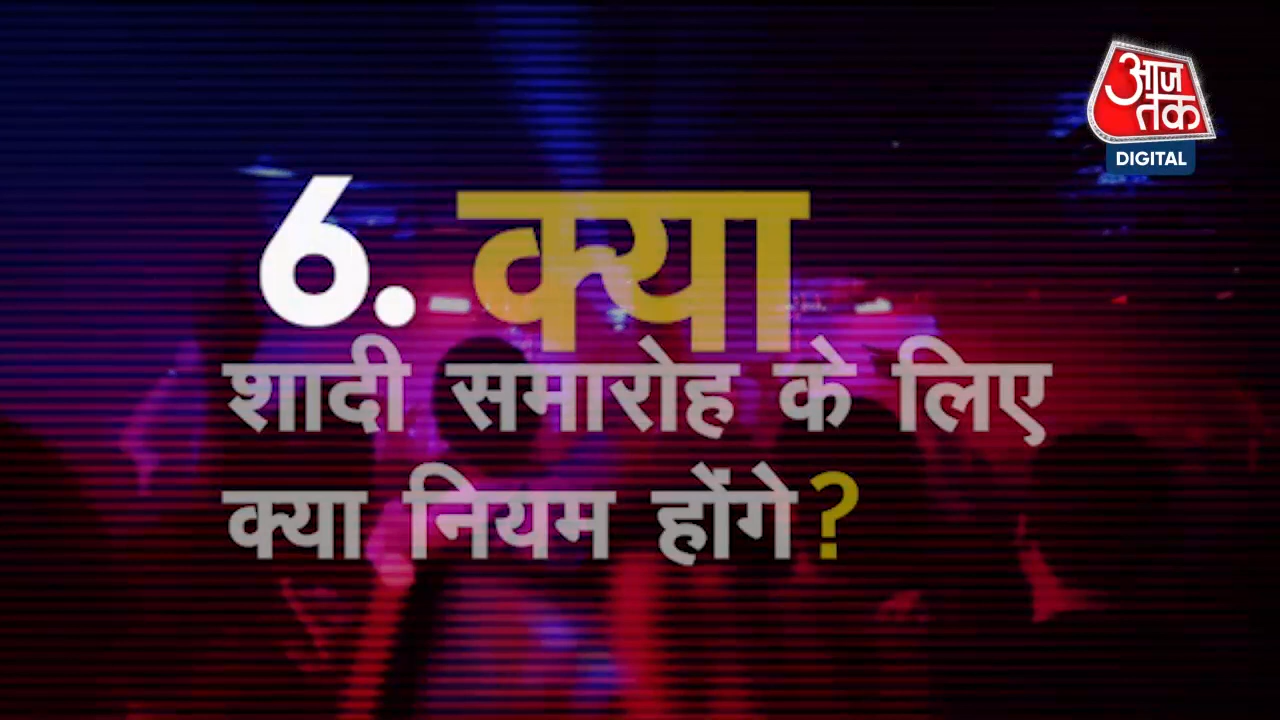 आज
तक
DIGITAL
6. क्या
शादी समारोह के लिए
क्या नियम होंगे?